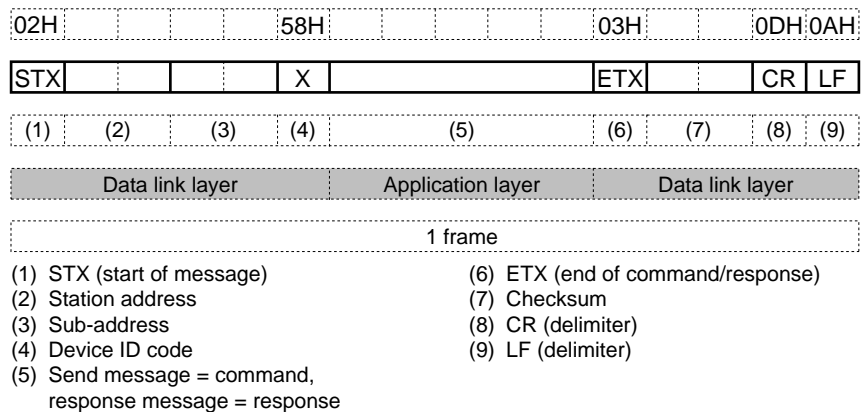 02H 58H 03H 0DH 0AH
STX X ETX CR LF
(1) (2) (3) (4) (5) (6) (7) (8) (9)
Data link layer Application layer Data link layer
1 frame
(1) STX (start of message)
(2) Station address
(3) Sub-address
(4) Device ID code
(5) Send message = command,
response message = response
(6) ETX (end of command/response)
(7) Checksum
(8) CR (delimiter)
(9) LF (delimiter)